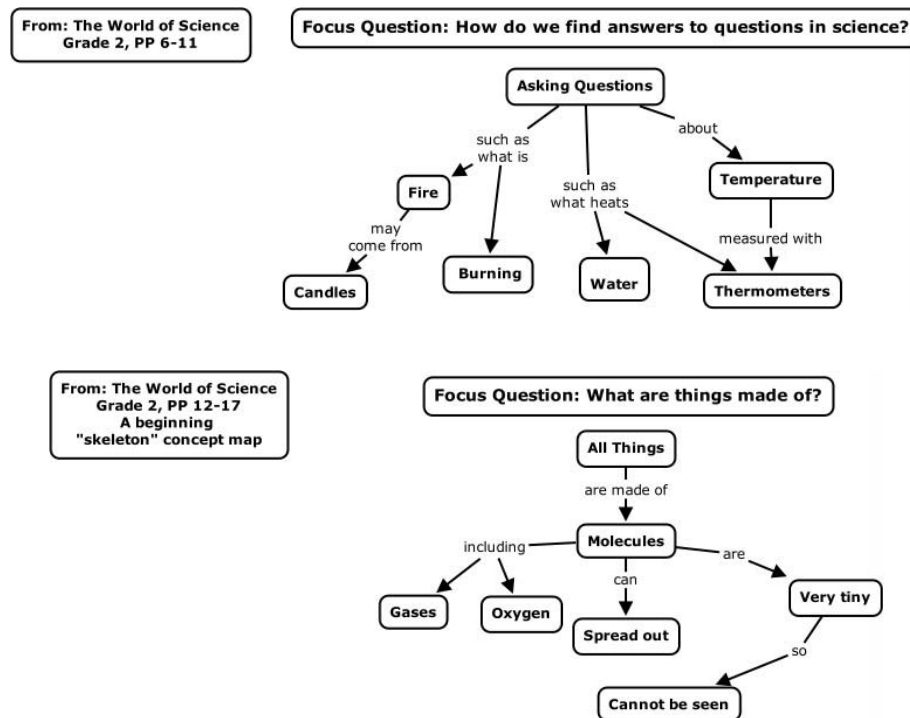 From: The World of Science
Grade 2, PP 6-11
Focus Question: How do we find answers to questions in science?
Asking Questions
such as
what is
about
Fire
such as
what heats
Temperature
may
come from
measured with
Candles
Burning
Water
Thermometers
From: The World of Science
Grade 2, PP 12-17
A beginning
"skeleton" concept map
Focus Question: What are things made of?
All Things
are made of
Molecules
including
are
can
Gases
Oxygen
Very tiny
Spread out
so
Cannot be seen